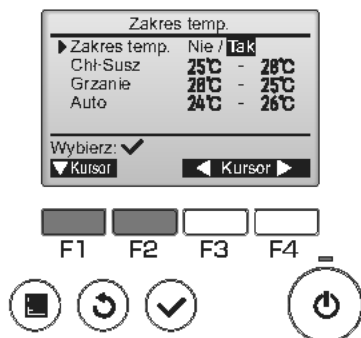 Zakres temp.
Zakres temp. Nie / Tak
Chł-Susz 25°C - 28°C
Grzanie 20°C - 25°C
Auto 24°C - 26°C
Wybierz:
Kursor Kursor
F1 F2 F3 F4